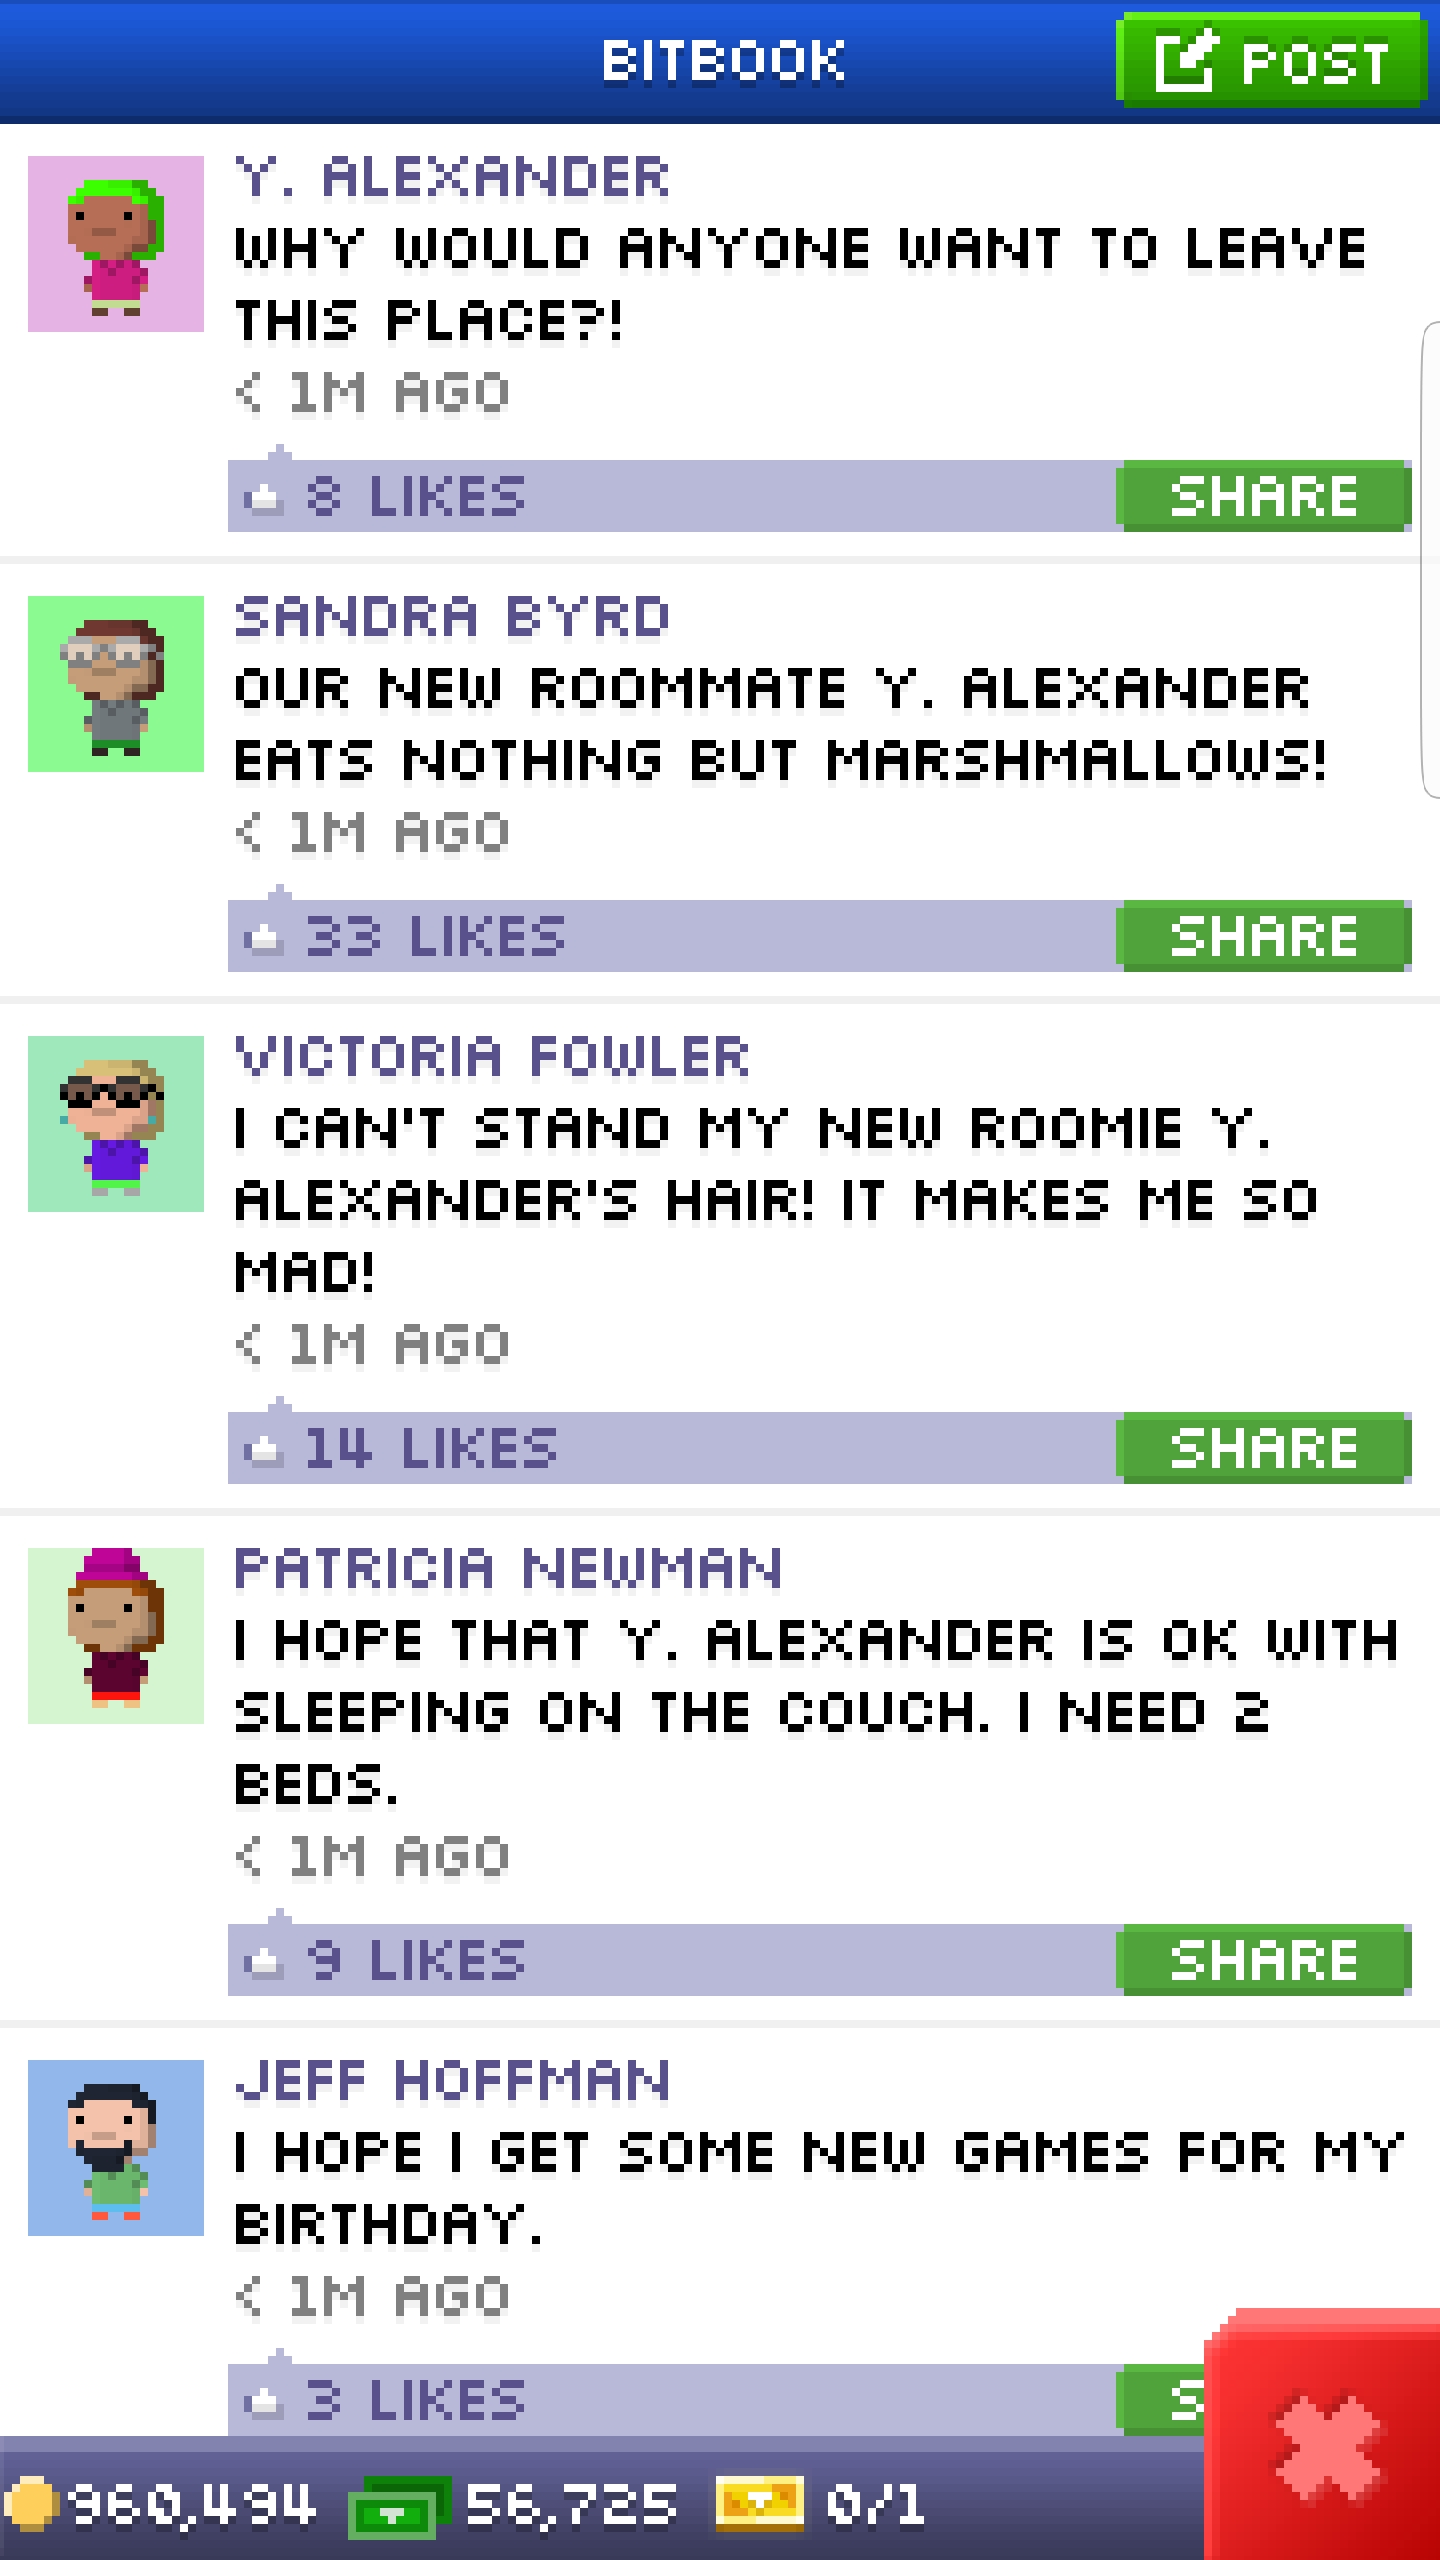 BITBOOK
POST
Y. ALEXANDER
WHY WOULD ANYONE WANT TO LEAVE
THIS PLACE?!
< 1M AGO
8 LIKES
SHARE
SANDRA BYRD
OUR NEW ROOMMATE Y. ALEXANDER
EATS NOTHING BUT MARSHMALLOWS!
< 1M AGO
33 LIKES
SHARE
VICTORIA FOWLER
I CAN'T STAND MY NEW ROOMIE Y.
ALEXANDER'S HAIR! IT MAKES ME SO
MAD!
< 1M AGO
14 LIKES
SHARE
PATRICIA NEWMAN
I HOPE THAT Y. ALEXANDER IS OK WITH
SLEEPING ON THE COUCH. I NEED 2
BEDS.
< 1M AGO
9 LIKES
SHARE
JEFF HOFFMAN
I HOPE I GET SOME NEW GAMES FOR MY
BIRTHDAY.
< 1M AGO
3 LIKES
S
960,494 56,725 0/1